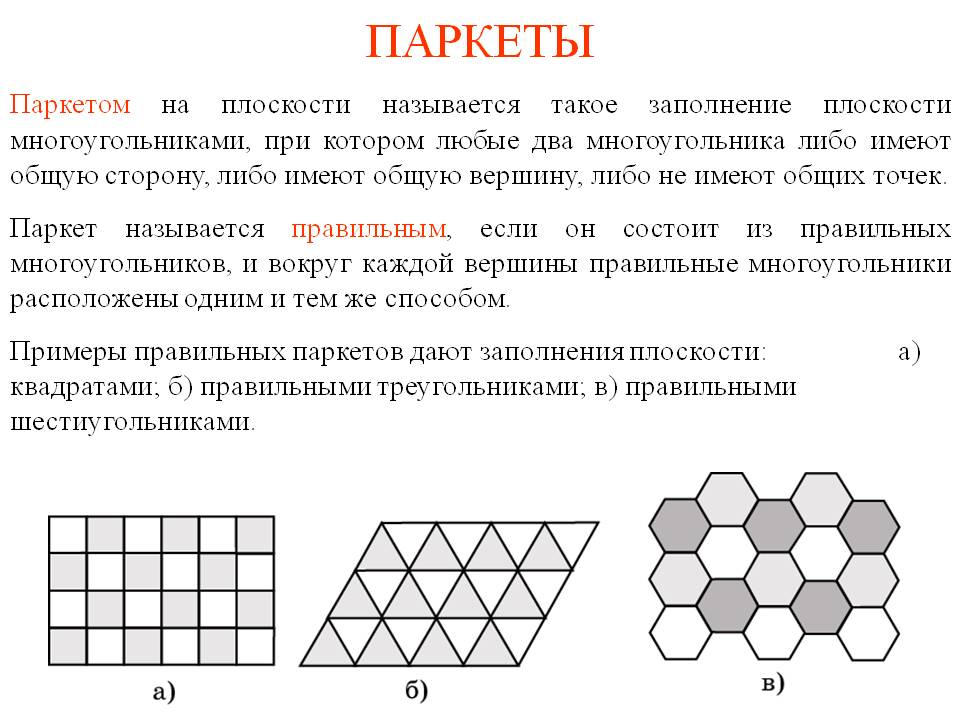 ПАРКЕТЫ
Паркетом на плоскости называется такое заполнение плоскости
многоугольниками, при котором любые два многоугольника либо имеют
общую сторону, либо имеют общую вершину, либо не имеют общих точек.
Паркет называется правильным, если он состоит из правильных
многоугольников, и вокруг каждой вершины правильные многоугольники
расположены одним и тем же способом.
Примеры правильных паркетов дают заполнения плоскости: а)
квадратами; б) правильными треугольниками; в) правильными
шестиугольниками.
а) б) в)